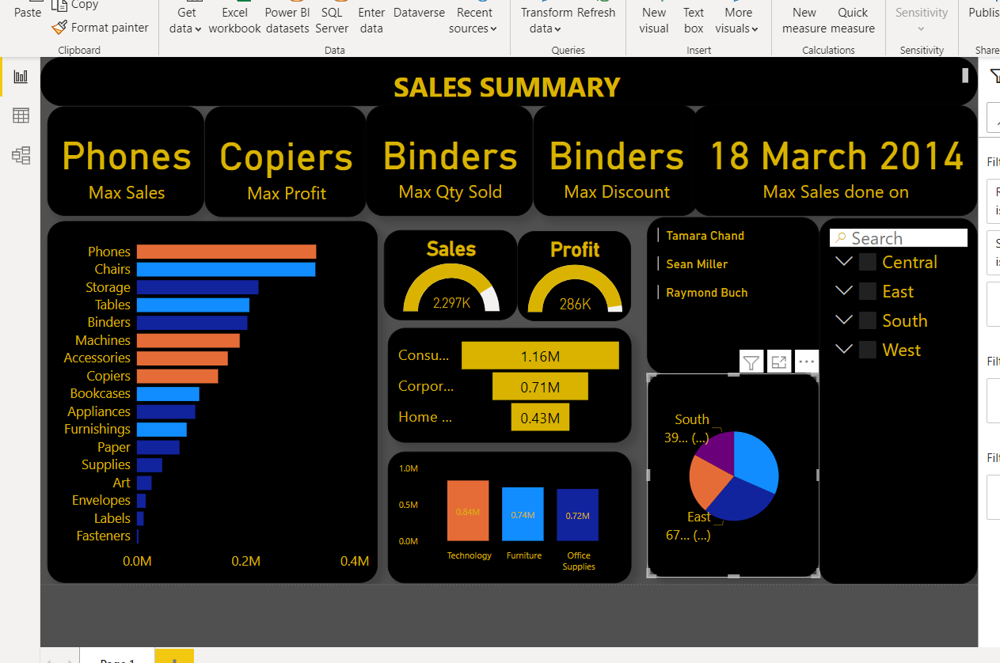 Paste
Copy
Format painter
Clipboard
Get data
Excel workbook
Power BI datasets
SQL Server
Enter data
Dataverse
Recent sources
Data
Transform data
Refresh
Queries
New visual
Text box
More visuals
Insert
New measure
Quick measure
Calculations
Sensitivity
Sensitivity
SALES SUMMARY
Phones
Max Sales
Copiers
Max Profit
Binders
Max Qty Sold
Binders
Max Discount
18 March 2014
Max Sales done on
Phones
Chairs
Storage
Tables
Binders
Machines
Accessories
Copiers
Bookcases
Appliances
Furnishings
Paper
Supplies
Art
Envelopes
Labels
Fasteners
0.0M 0.2M 0.4M
Sales
2,297K
Profit
286K
Consu... 1.16M
Corpor... 0.71M
Home ... 0.43M
1.0M
0.5M
0.0M
0.84M 0.74M 0.72M
Technology Furniture Office
Supplies
Tamara Chand
Sean Miller
Raymond Buch
South
39... (...)
East
67... (...)
Search
Central
East
South
West
Page 1